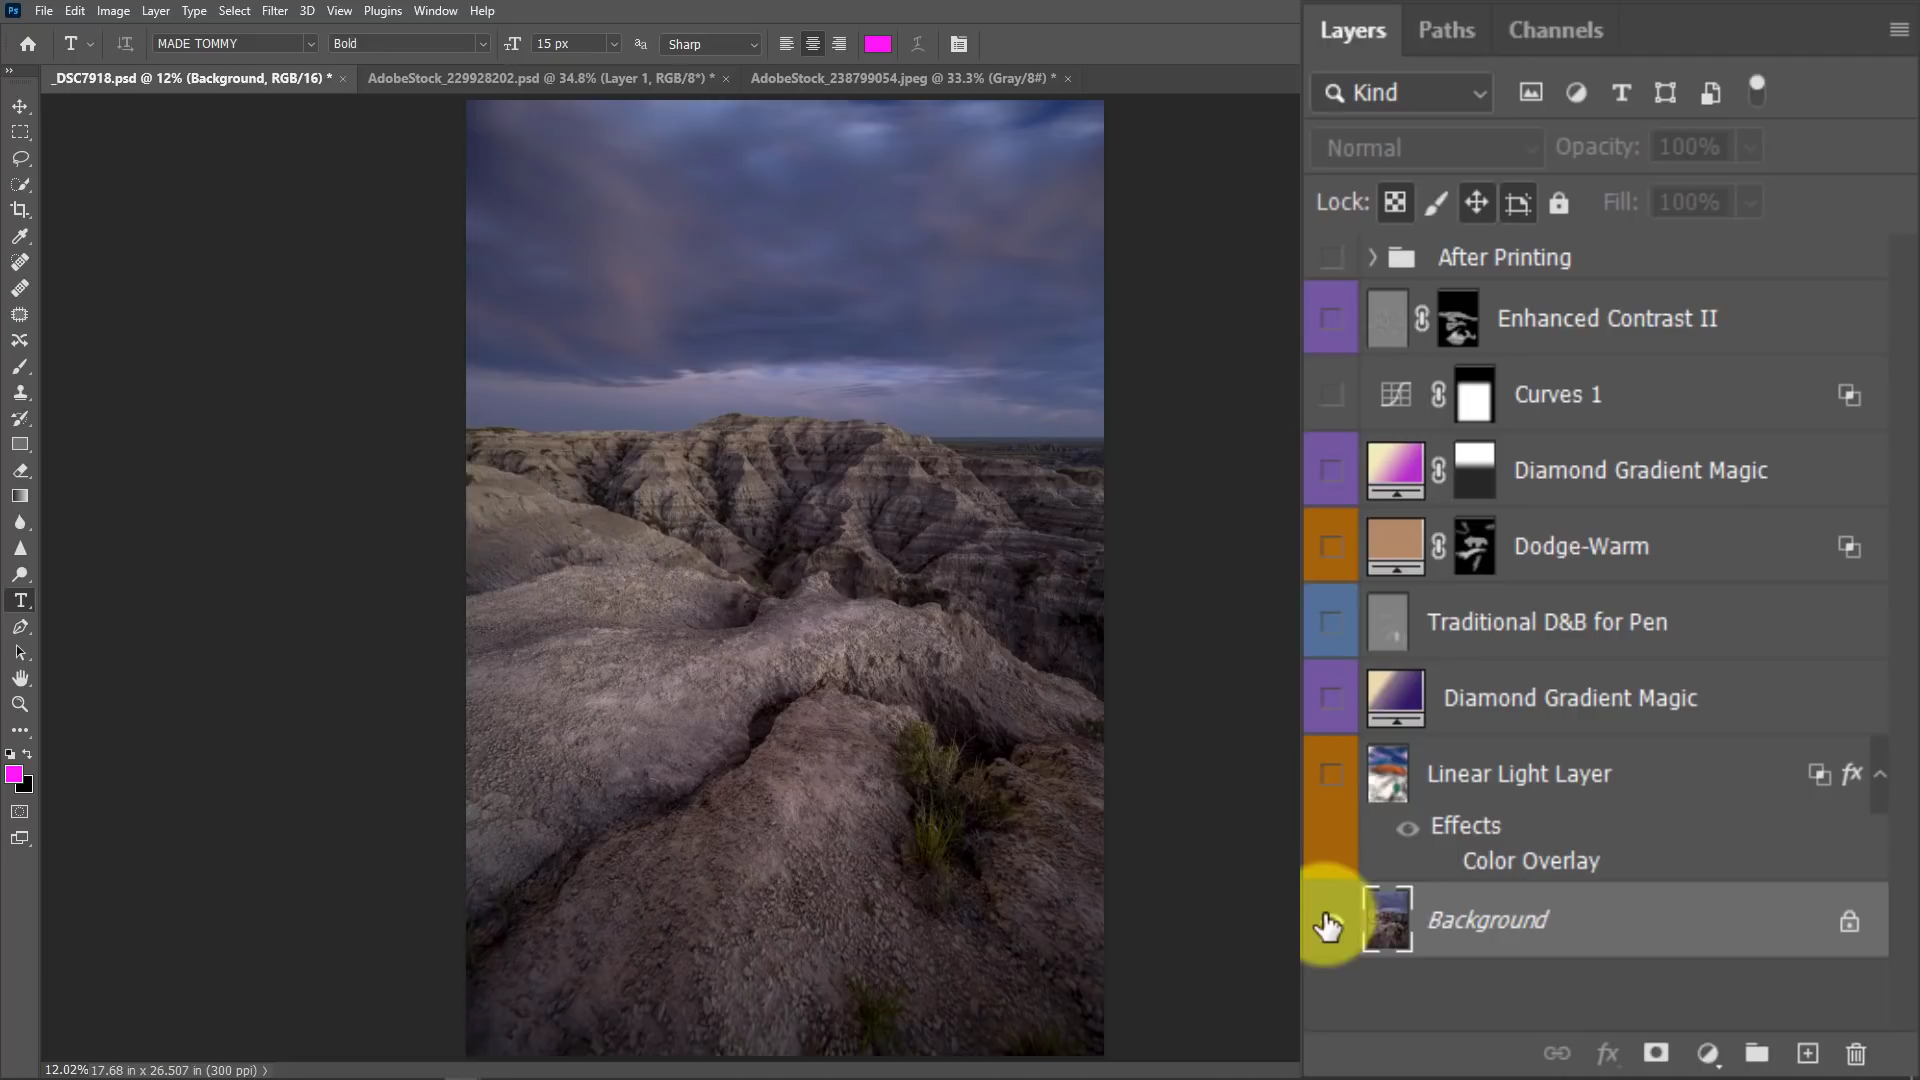 Ps File Edit Image Layer Type Select Filter 3D View Plugins Window Help
MADE TOMMY Bold 15 px Sharp
_DSC7918.psd @ 12% (Background, RGB/16) * × AdobeStock_229928202.psd @ 34.8% (Layer 1, RGB/8*) * × AdobeStock_238799054.jpeg @ 33.3% (Gray/8#) * ×
12.02% 17.68 in x 26.507 in (300 ppi)
Layers Paths Channels
Kind
Normal Opacity: 100%
Lock: Fill: 100%
After Printing
Enhanced Contrast II
Curves 1
Diamond Gradient Magic
Dodge-Warm
Traditional D&B for Pen
Diamond Gradient Magic
Linear Light Layer fx
Effects
Color Overlay
Background
fx